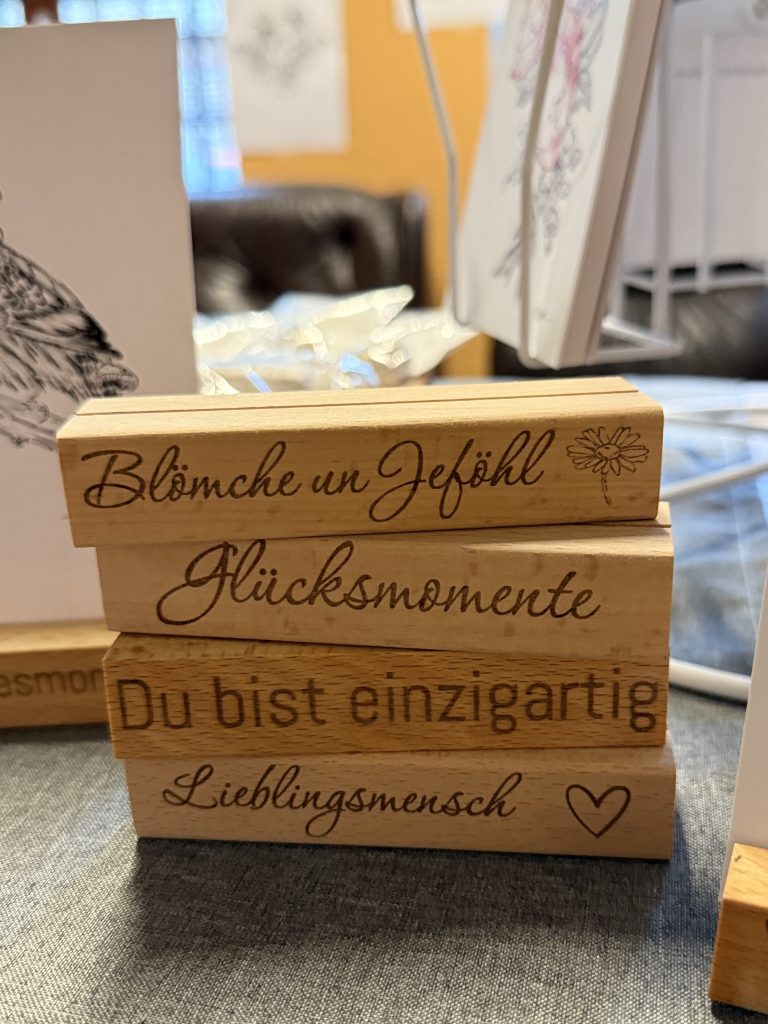 Blömche un Jeföhl
Glücksmomente
Du bist einzigartig
Lieblingsmensch